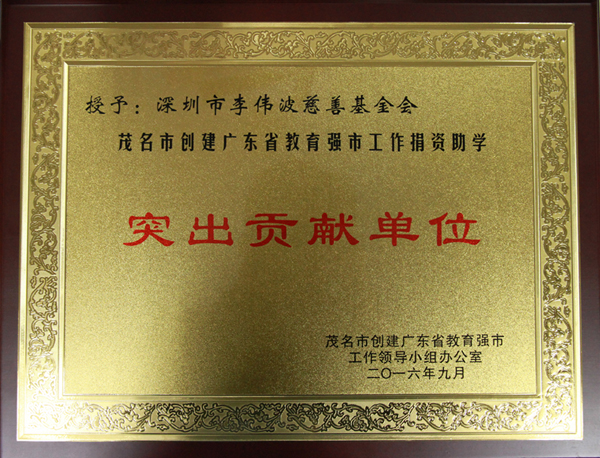 授予：深圳市李伟波慈善基金会
茂名市创建广东省教育强市工作捐资助学
突出贡献单位
茂名市创建广东省教育强市
工作领导小组办公室
二〇一六年九月